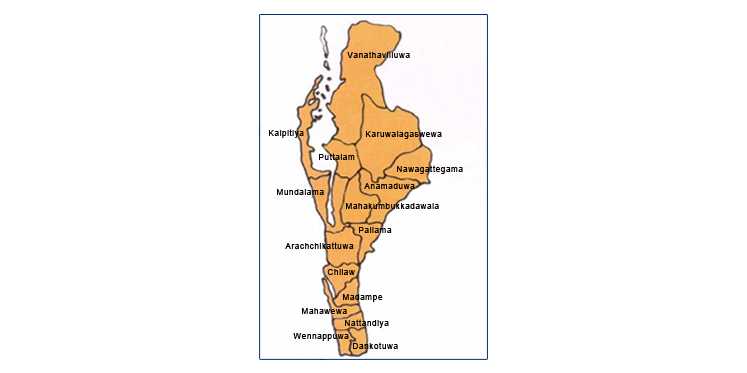 Vanathavilluwa
Kalpitiya
Karuwalagaswewa
Puttalam
Nawagattegama
Anamaduwa
Mundalama
Mahakumbukkadawala
Pallama
Arachchikattuwa
Chilaw
Madampe
Mahawewa
Nattandiya
Wennappuwa
Dankotuwa